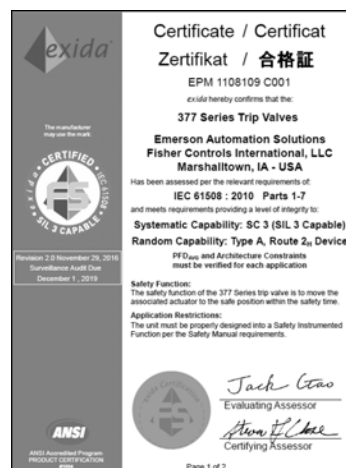 exida
Certificate / Certificat
Zertifikat / 合格証
EPM 1108109 C001
exida hereby confirms that the:
377 Series Trip Valves
Emerson Automation Solutions
Fisher Controls International, LLC
Marshalltown, IA - USA
Has been assessed per the relevant requirements of:
IEC 61508 : 2010 Parts 1-7
and meets requirements providing a level of integrity to:
Systematic Capability: SC 3 (SIL 3 Capable)
Random Capability: Type A, Route 2H Device
PFDAVG and Architecture Constraints
must be verified for each application
Safety Function:
The safety function of the 377 Series trip valve is to move the
associated actuator to the safe position within the safety time.
Application Restrictions:
The unit must be properly designed into a Safety Instrumented
Function per the Safety Manual requirements.
The manufacturer
may use the mark:
exida CERTIFIED IEC 61508
FS
SIL 3 CAPABLE
Revision 2.0 November 29, 2016
Surveillance Audit Due
December 1, 2019
ANSI
ANSI Accredited Program
PRODUCT CERTIFICATION
exida Certification
Evaluating Assessor
Certifying Assessor
Page 1 of 2